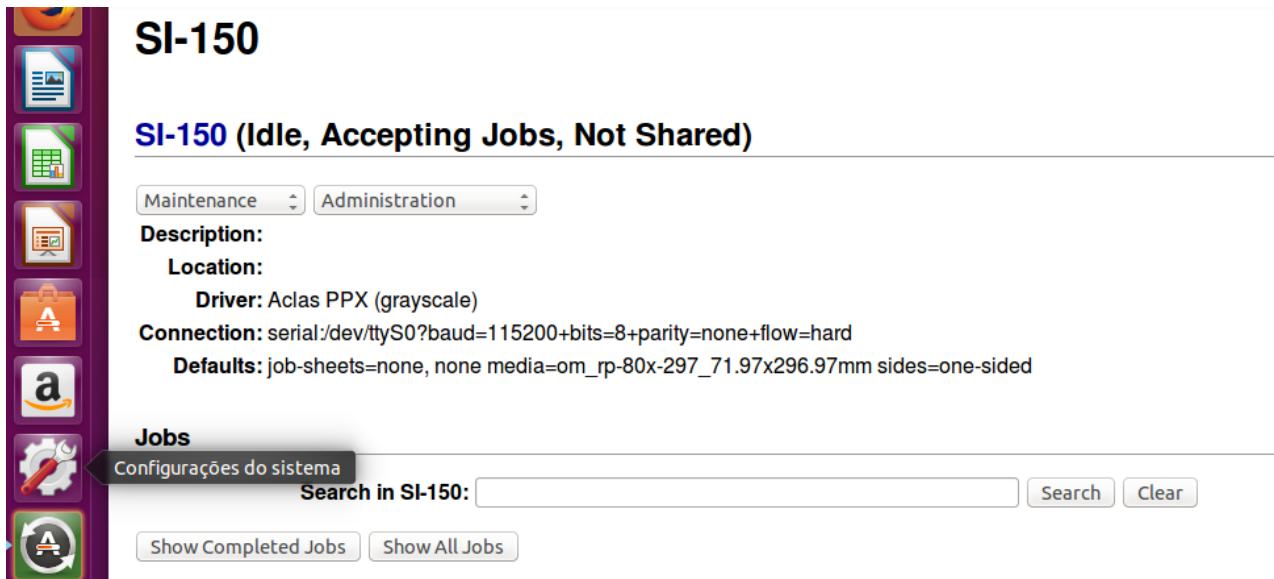 SI-150
SI-150 (Idle, Accepting Jobs, Not Shared)
Maintenance Administration
Description:
Location:
Driver: Aclas PPX (grayscale)
Connection: serial:/dev/ttyS0?baud=115200+bits=8+parity=none+flow=hard
Defaults: job-sheets=none, none media=om_rp-80x-297_71.97x296.97mm sides=one-sided
Jobs
Configurações do sistema
Search in SI-150: Search Clear
Show Completed Jobs Show All Jobs